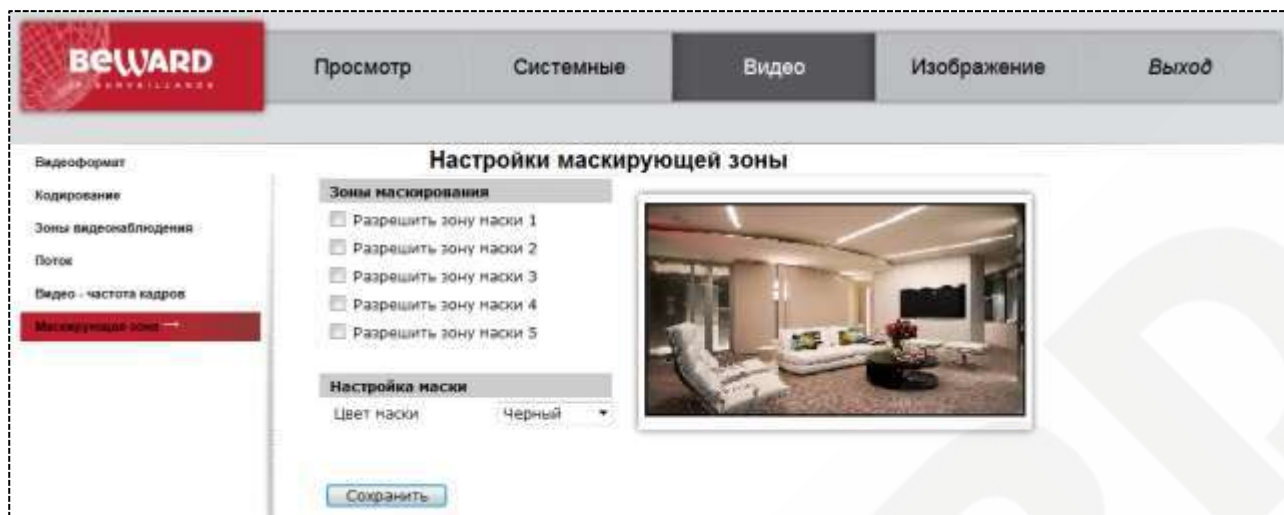 BEWARD
IP SURVEILLANCE
Просмотр
Системные
Видео
Изображение
Выход
Видеоформат
Кодирование
Зоны видеонаблюдения
Поток
Видео - частота кадров
Маскирующая зона →
Настройки маскирующей зоны
Зоны маскирования
Разрешить зону маски 1
Разрешить зону маски 2
Разрешить зону маски 3
Разрешить зону маски 4
Разрешить зону маски 5
Настройка маски
Цвет маски Черный
Сохранить